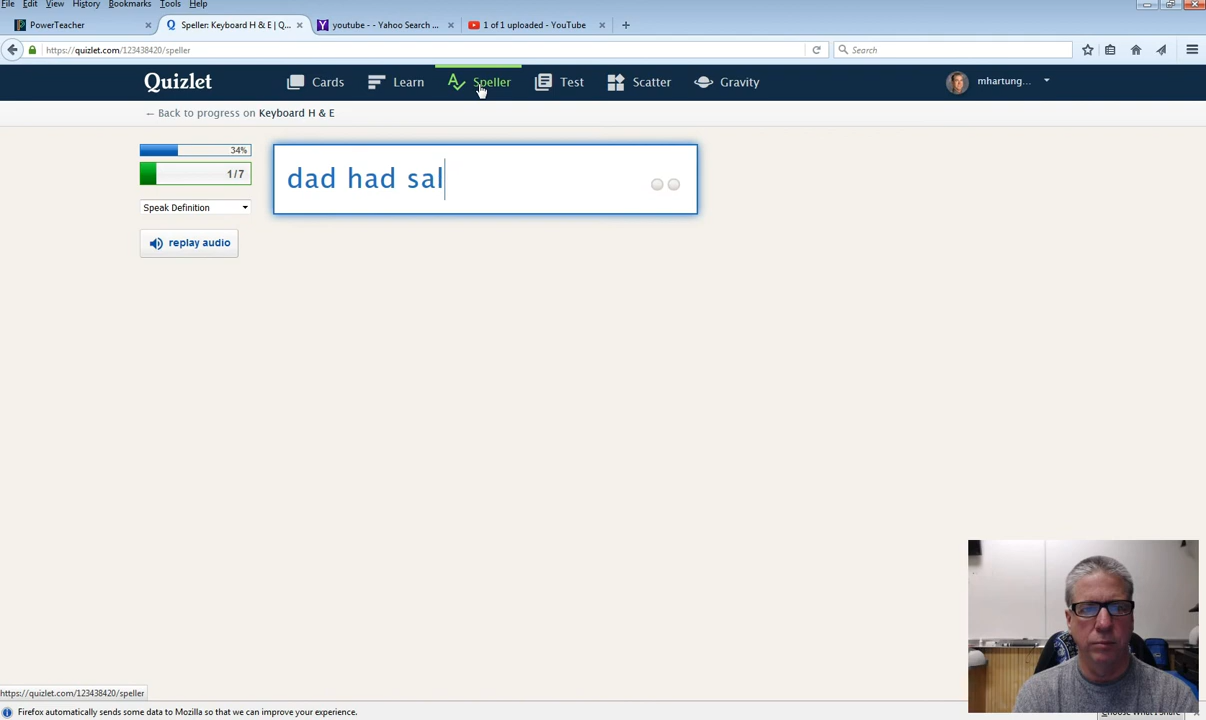 File Edit View History Bookmarks Tools Help
PowerTeacher × Speller: Keyboard H & E | Q... × youtube - - Yahoo Search ... × 1 of 1 uploaded - YouTube × +
https://quizlet.com/123438420/speller Search
Quizlet Cards Learn Speller Test Scatter Gravity mhartung...
← Back to progress on Keyboard H & E
34%
1/7
dad had sal
Speak Definition
replay audio
https://quizlet.com/123438420/speller
Firefox automatically sends some data to Mozilla so that we can improve your experience.